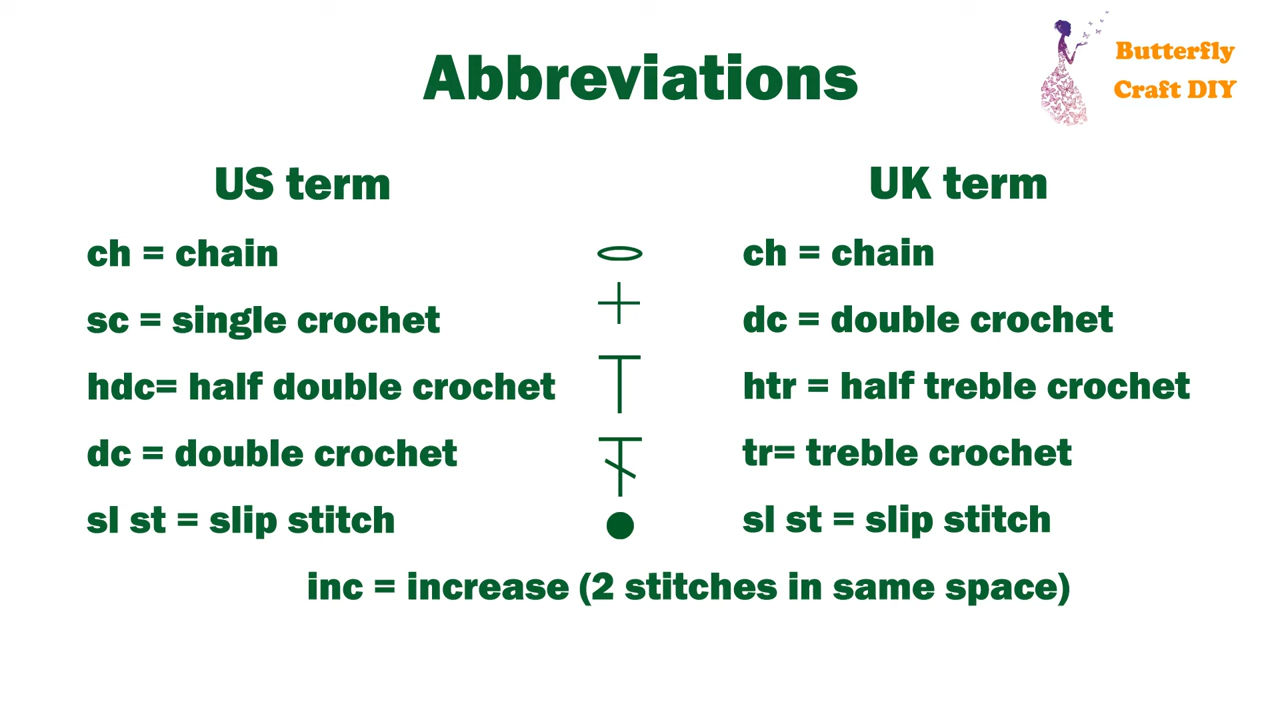 Abbreviations
Butterfly
Craft DIY
US term
UK term
ch = chain
ch = chain
sc = single crochet
dc = double crochet
hdc= half double crochet
htr = half treble crochet
dc = double crochet
tr= treble crochet
sl st = slip stitch
sl st = slip stitch
inc = increase (2 stitches in same space)